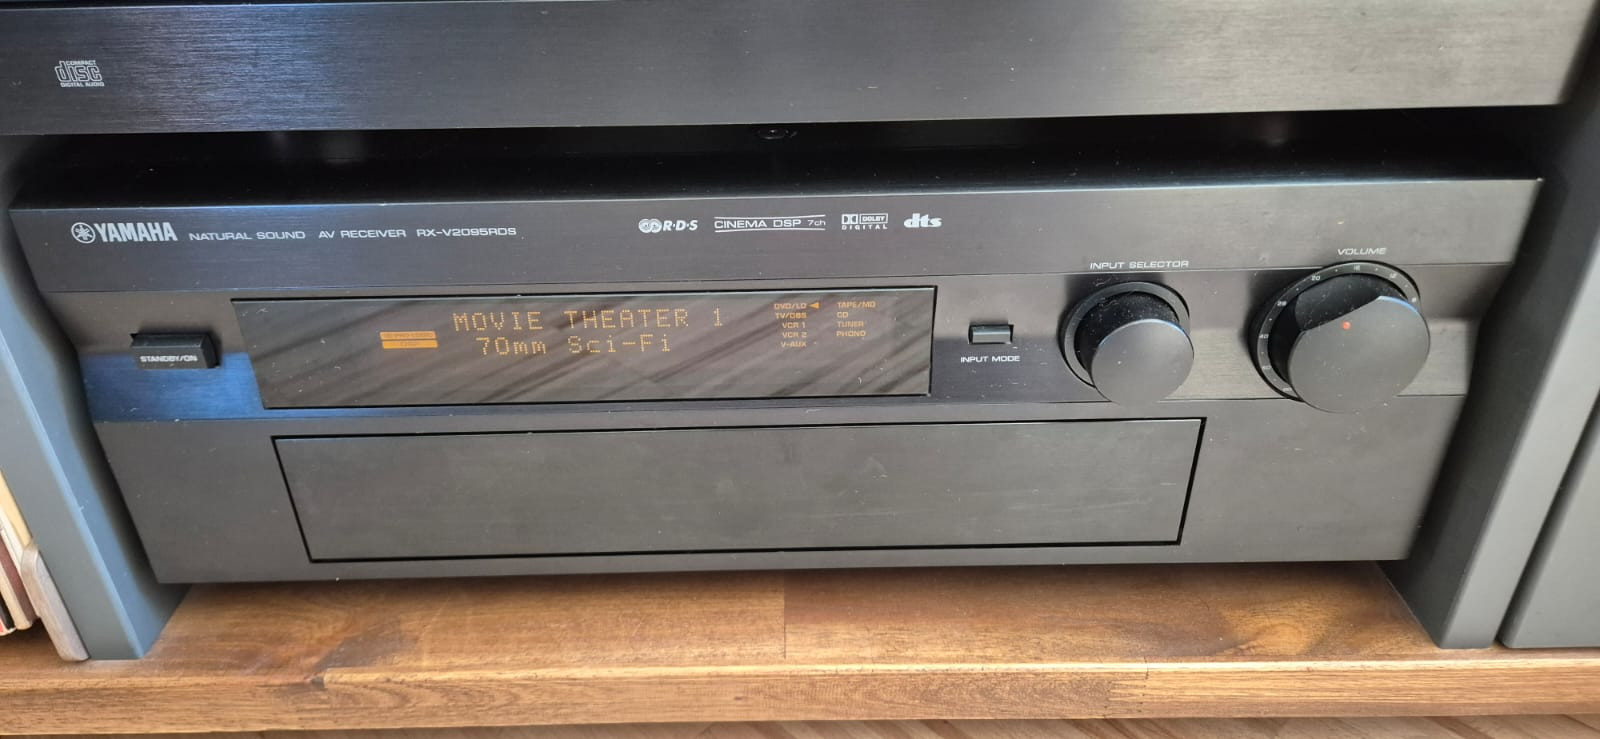 COMPACT
disc
DIGITAL AUDIO
YAMAHA NATURAL SOUND AV RECEIVER RX-V2095RDS
R·D·S CINEMA DSP 7ch DOLBY DIGITAL dts
INPUT SELECTOR
VOLUME
STANDBY/ON
MOVIE THEATER 1
70mm Sci-Fi
DVD/LD TAPE/MD
TV/DBS CD
VCR 1 TUNER
VCR 2 PHONO
V-AUX
INPUT MODE
20